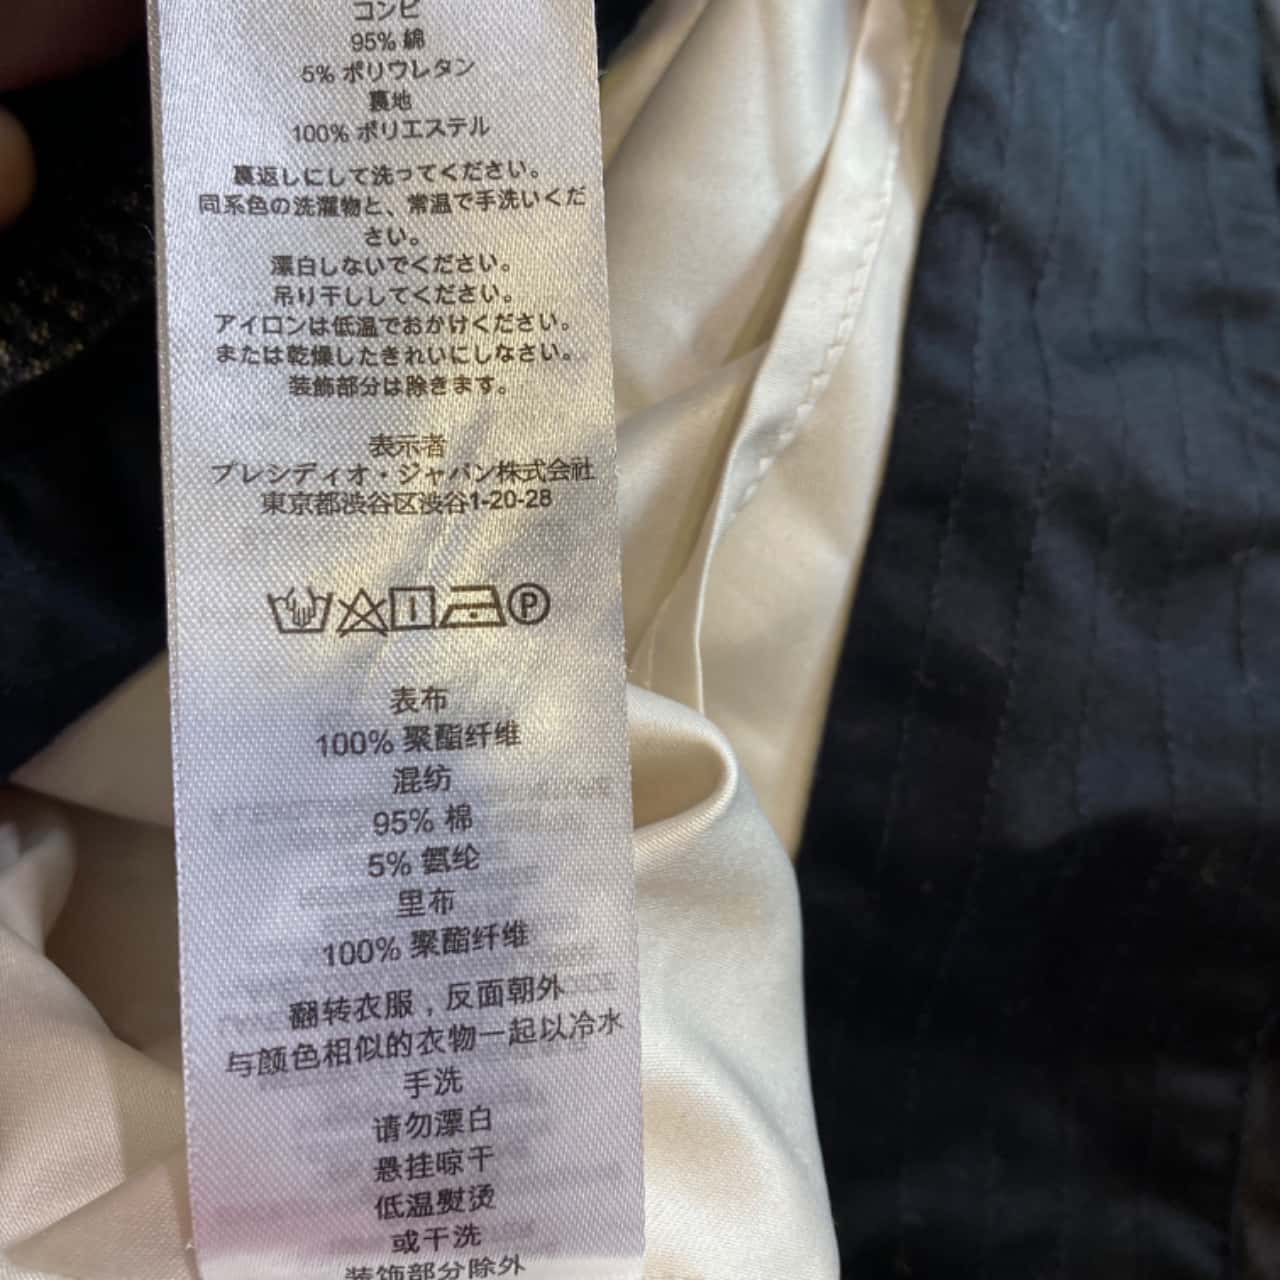 コンビ
95% 綿
5% ポリウレタン
裏地
100% ポリエステル
裏返しにして洗ってください。
同系色の洗濯物と、常温で手洗いくだ
さい。
漂白しないでください。
吊り干ししてください。
アイロンは低温でおかけください。
または乾燥したきれいにしなさい。
装飾部分は除きます。
表示者
プレシディオ・ジャパン株式会社
東京都渋谷区渋谷1-20-28
P
表布
100% 聚酯纤维
混纺
95% 棉
5% 氨纶
里布
100% 聚酯纤维
翻转衣服，反面朝外
与颜色相似的衣物一起以冷水
手洗
请勿漂白
悬挂晾干
低温熨烫
或干洗
装饰部分除外